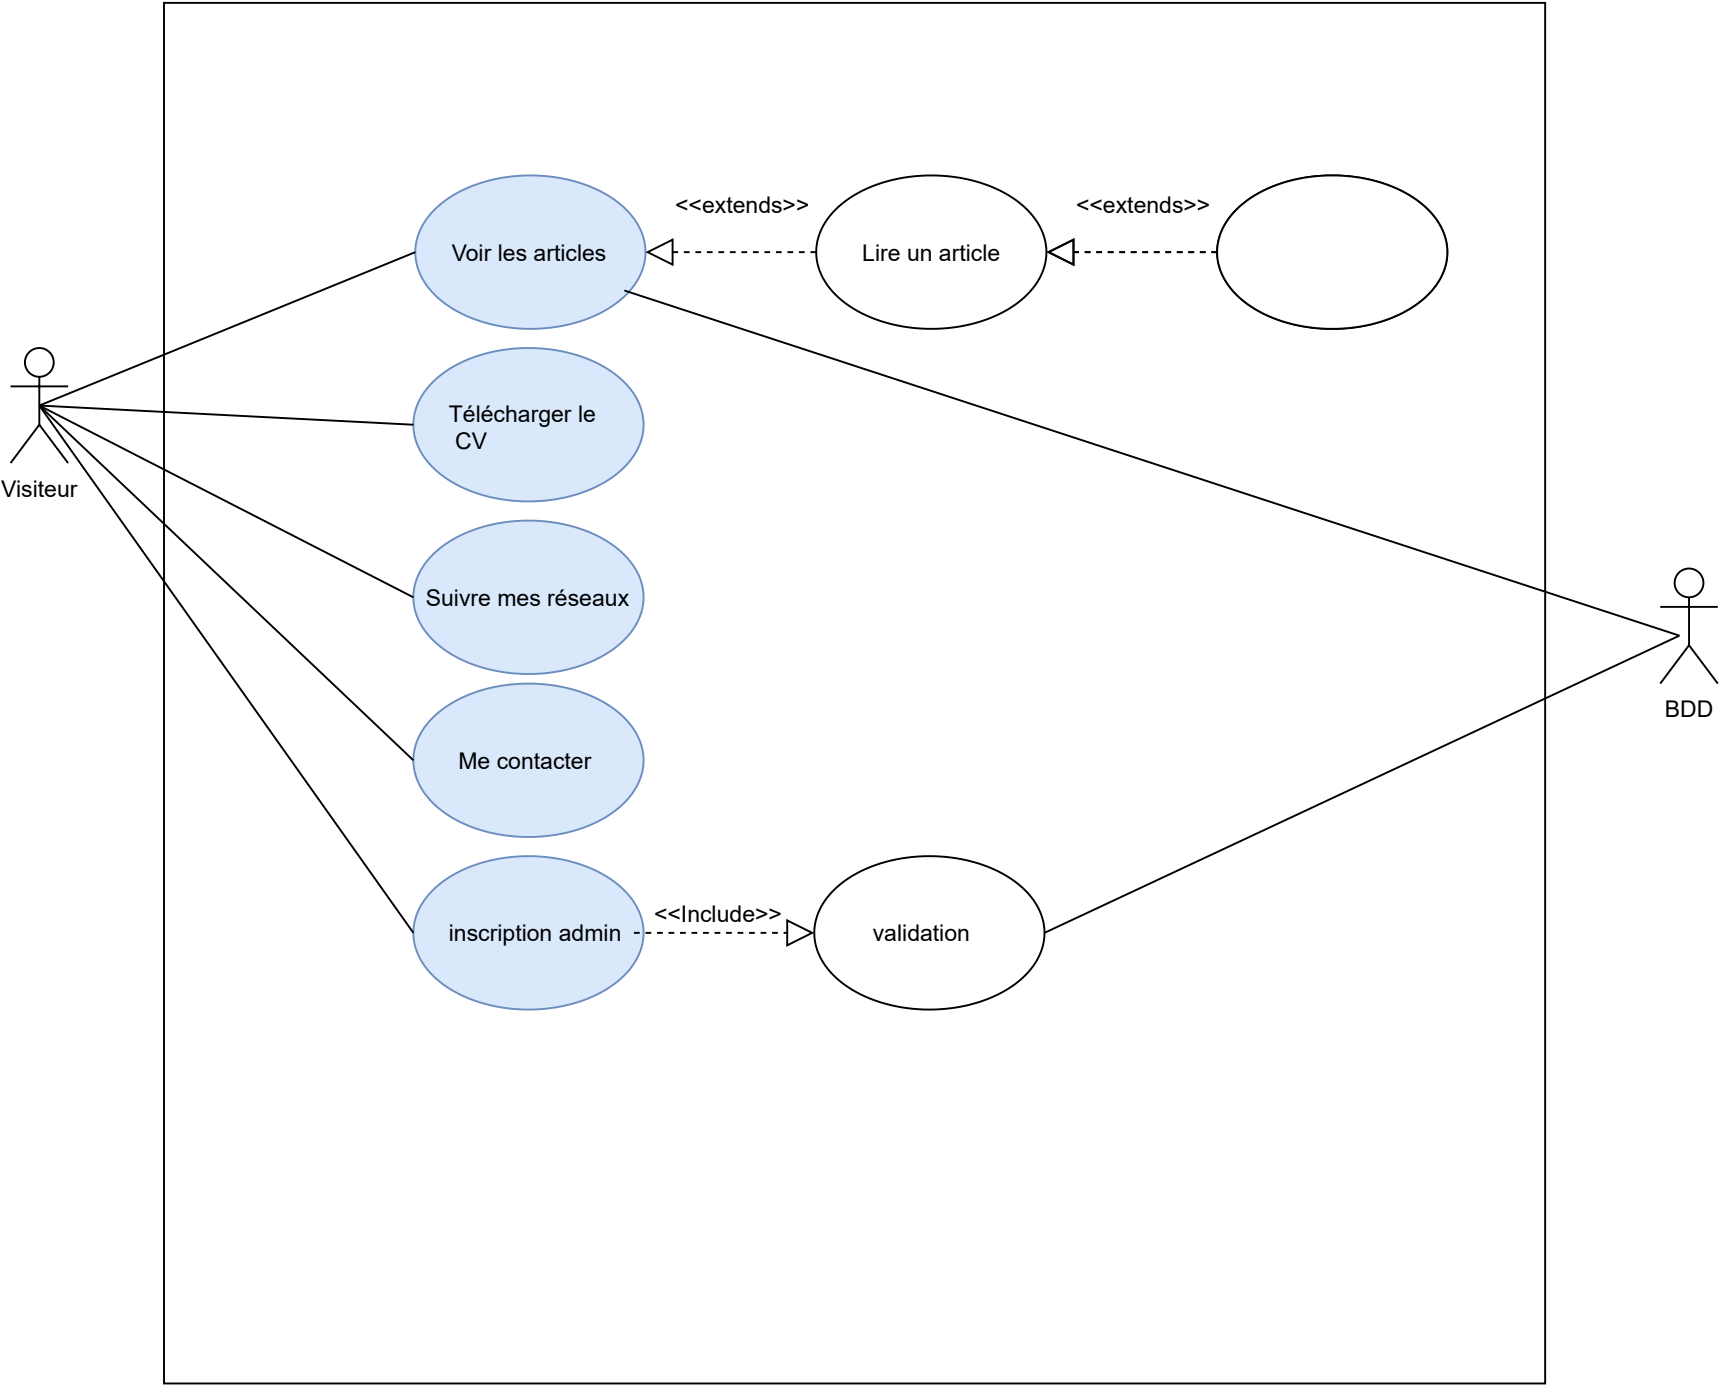 <<extends>>
<<extends>>
Voir les articles
Lire un article
Télécharger le
CV
Visiteur
Suivre mes réseaux
BDD
Me contacter
<<Include>>
inscription admin
validation